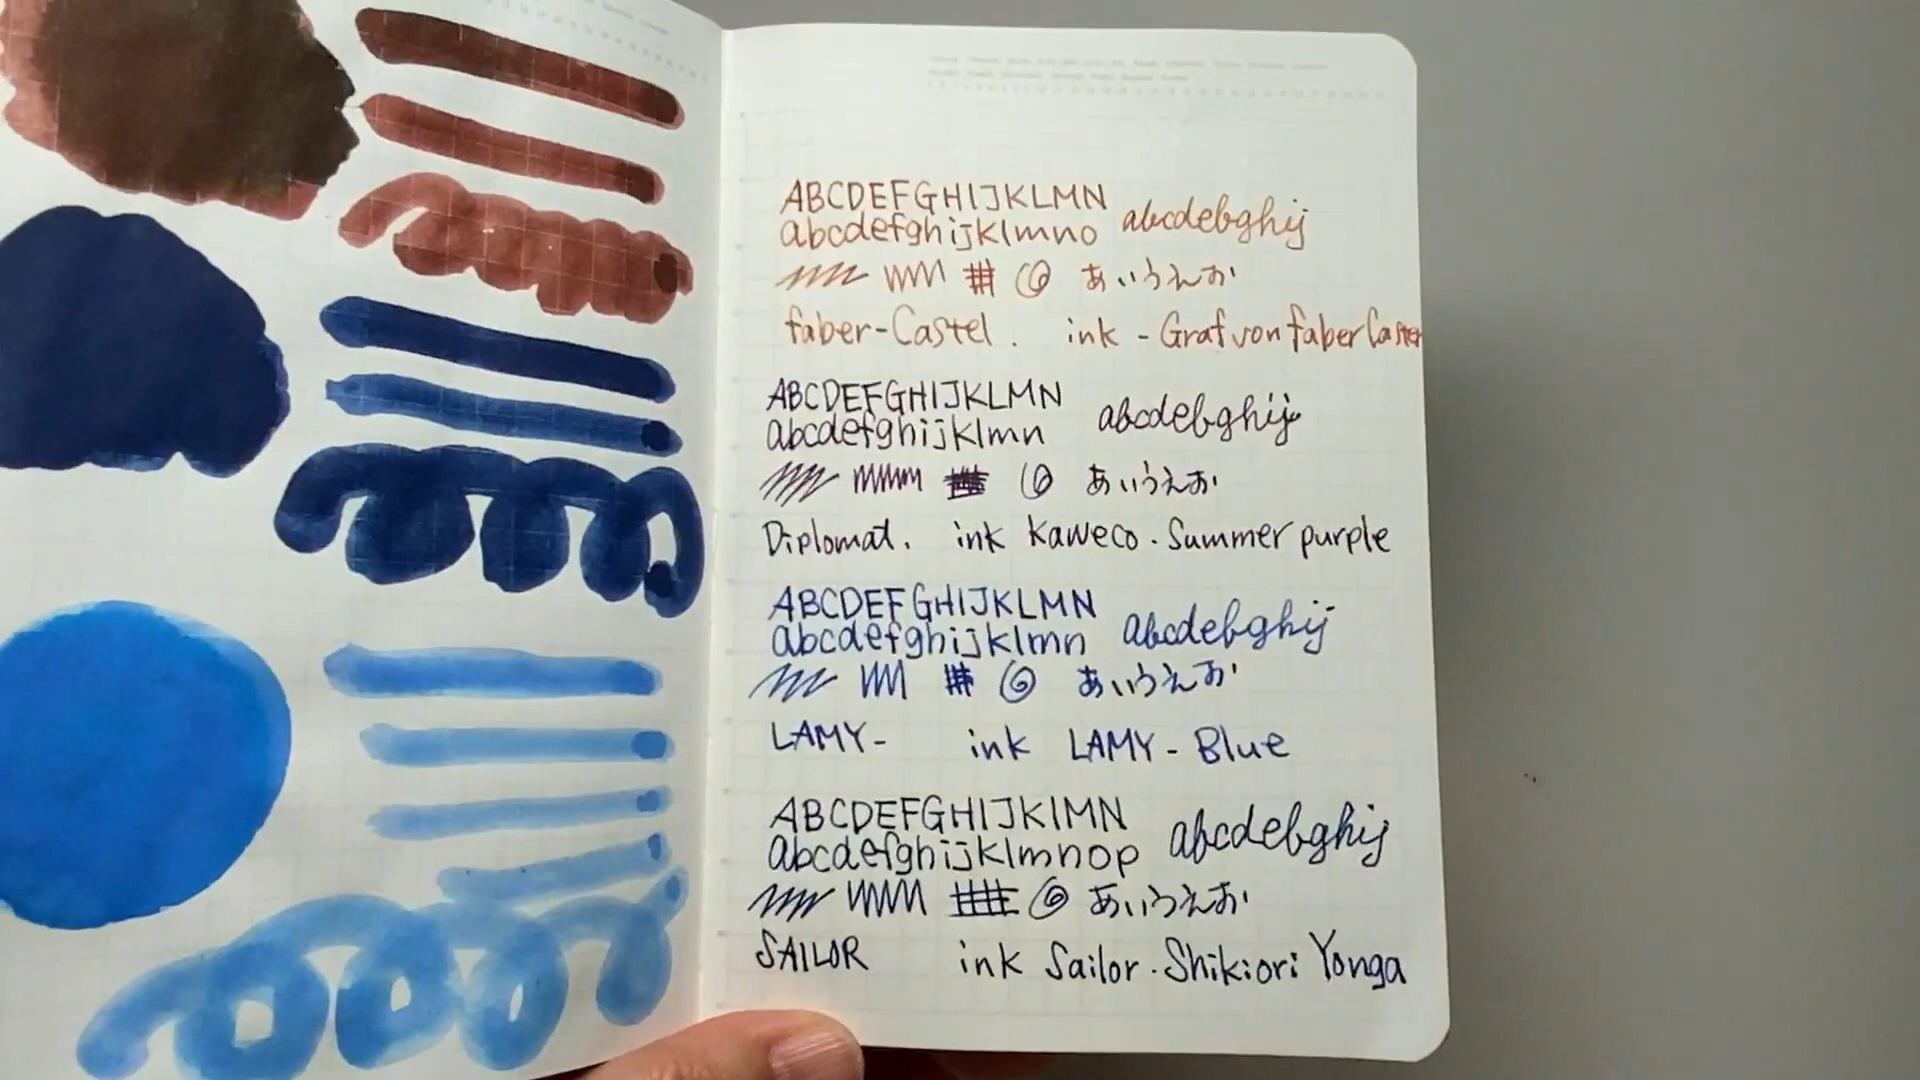 ABCDEFGHIJKLMN
abcdefghijklmno abcdebghij
あいうえお
faber-Castel. ink - Graf von faber Castel
ABCDEFGHIJKLMN
abcdefghijklmn abcdebghij
あいうえお
Diplomat. ink Kaweco. Summer purple
ABCDEFGHIJKLMN
abcdefghijklmn abcdebghij
あいうえお
LAMY- ink LAMY - Blue
ABCDEFGHIJKlMN
abcdefghijklmnop abcdebghij
あいうえお
SAILOR ink Sailor. Shikiori Yonga